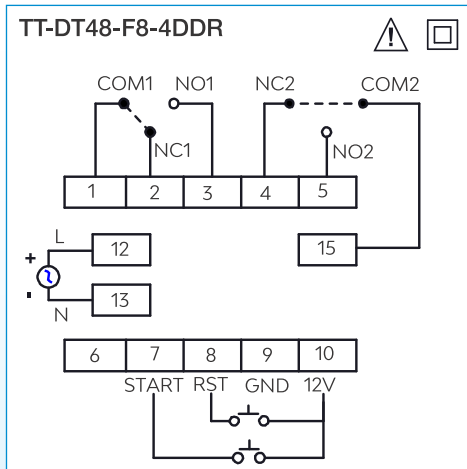 TT-DT48-F8-4DDR
COM1 NO1 NC2 COM2
NC1 NO2
1 2 3 4 5
L 12 15
+
-
N 13
6 7 8 9 10
START RST GND 12V